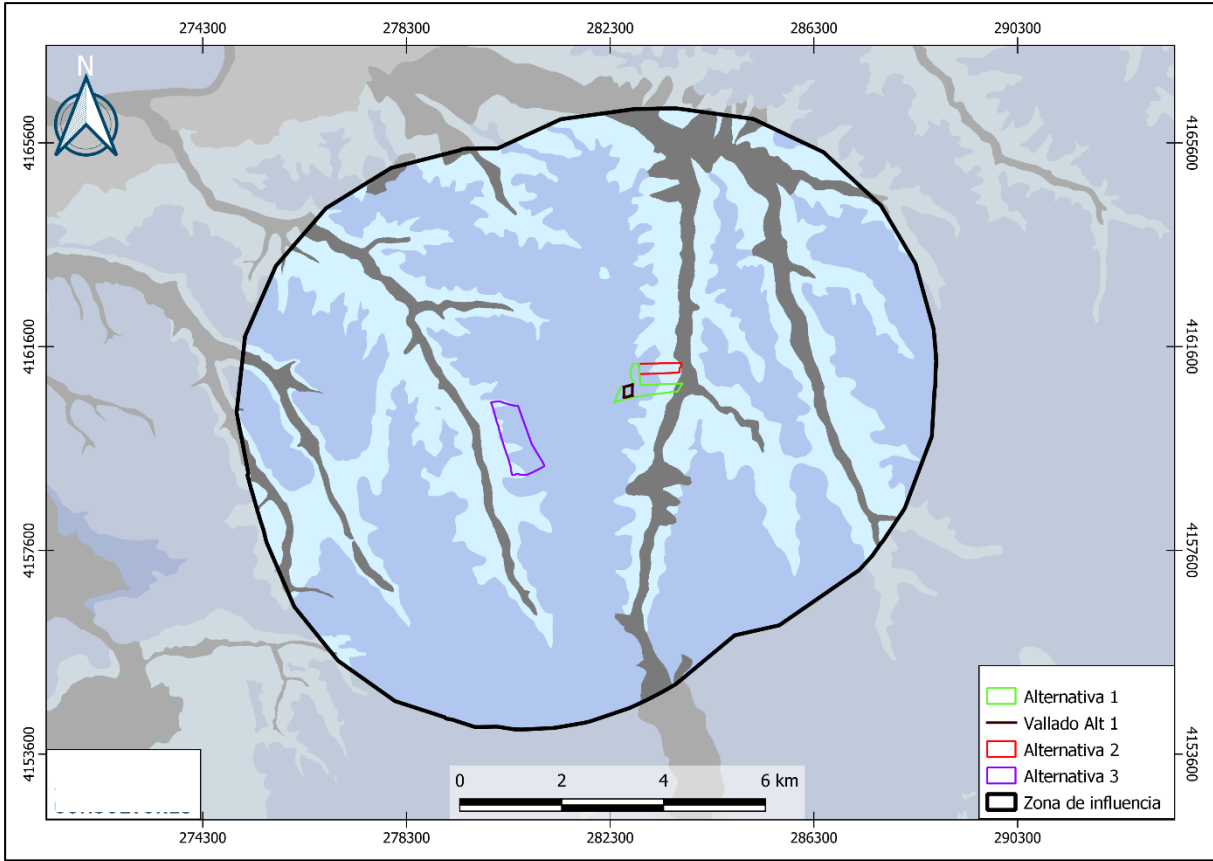 274300 278300 282300 286300 290300
N
4165600 4165600
4161600 4161600
4157600 4157600
4153600 4153600
Alternativa 1
Vallado Alt 1
Alternativa 2
Alternativa 3
Zona de influencia
0 2 4 6 km
274300 278300 282300 286300 290300